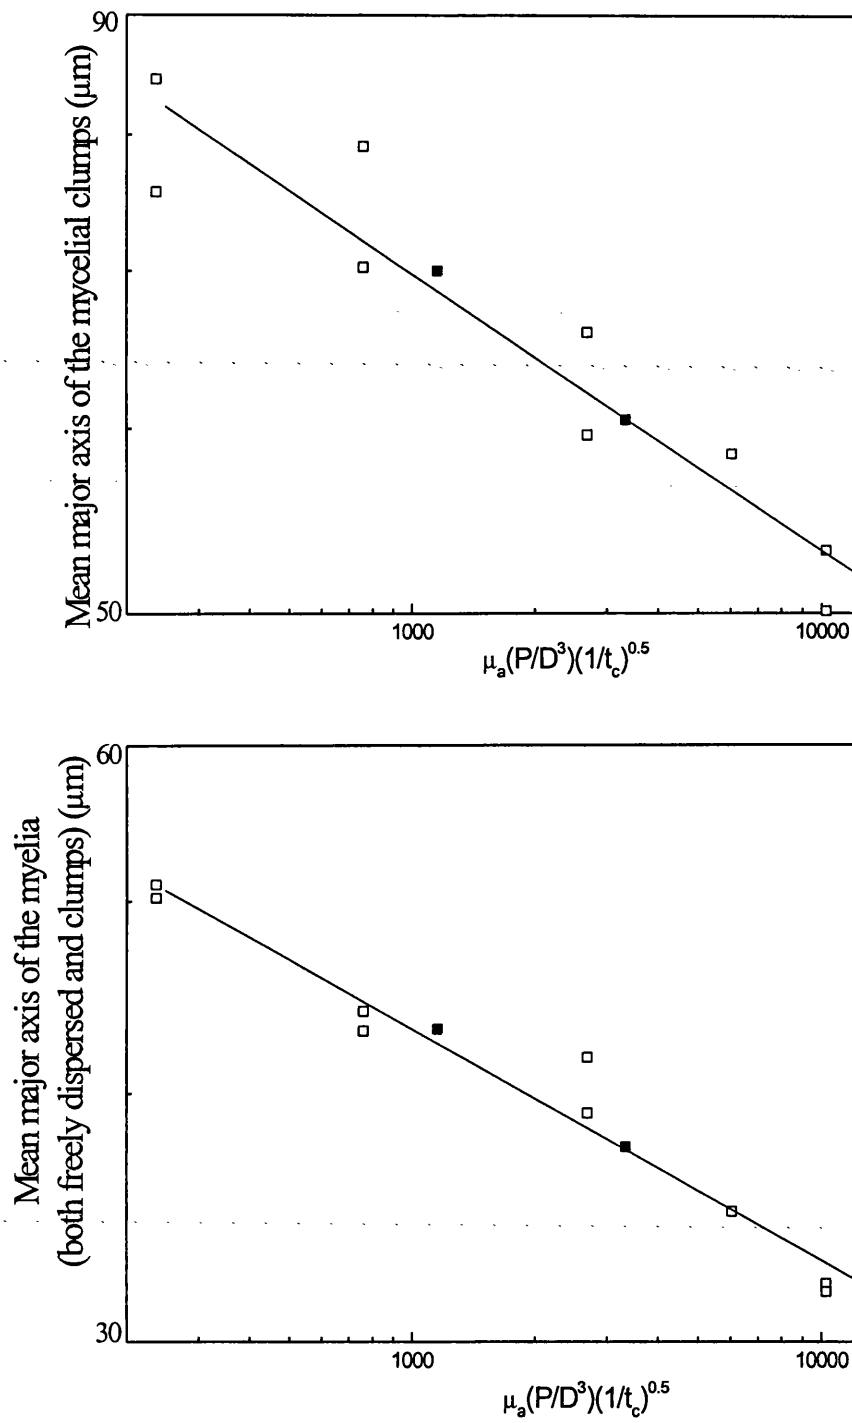 90
Mean major axis of the mycelial clumps (μm)
50
1000
10000
μₐ(P/D³)(1/t_c)^0.5
60
Mean major axis of the myelia
(both freely dispersed and clumps) (μm)
30
1000
10000
μₐ(P/D³)(1/t_c)^0.5